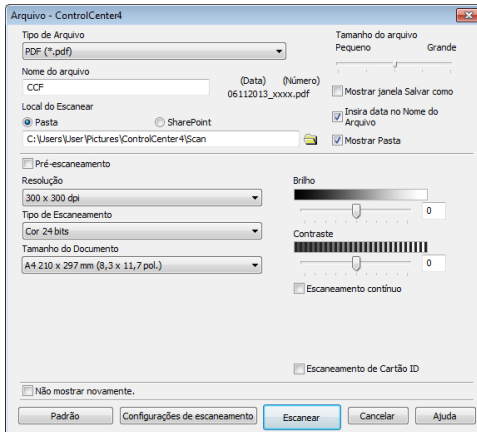 Arquivo - ControlCenter4
Tipo de Arquivo
PDF (*.pdf)
Tamanho do arquivo
Pequeno Grande
Nome do arquivo
CCF
(Data) (Número)
06112013_xxxx.pdf
Mostrar janela Salvar como
Insira data no Nome do
Arquivo
Mostrar Pasta
Local do Escanear
Pasta SharePoint
C:\Users\User\Pictures\ControlCenter4\Scan
Pré-escaneamento
Resolução
300 x 300 dpi
Tipo de Escaneamento
Cor 24 bits
Tamanho do Documento
A4 210 x 297 mm (8,3 x 11,7 pol.)
Brilho
0
Contraste
0
Escaneamento contínuo
Escaneamento de Cartão ID
Não mostrar novamente.
Padrão Configurações de escaneamento Escanear Cancelar Ajuda